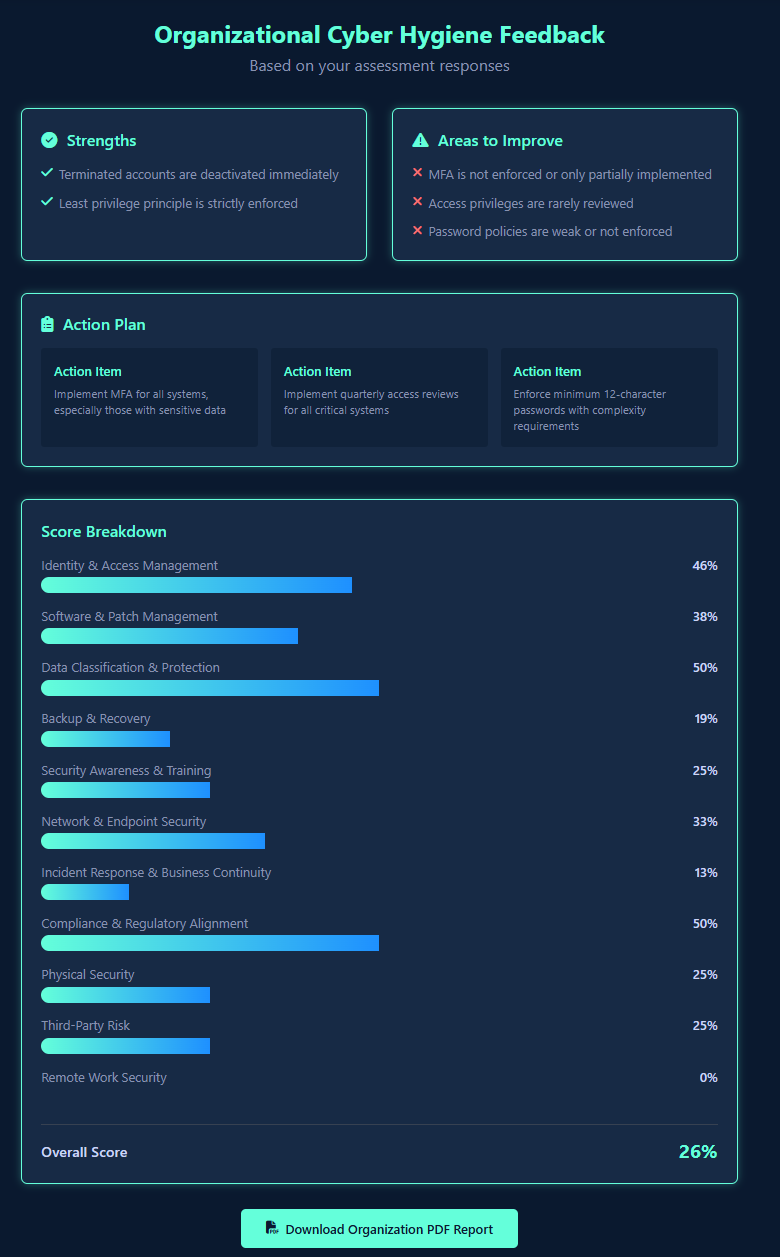 Organizational Cyber Hygiene Feedback
Based on your assessment responses
Strengths
Terminated accounts are deactivated immediately
Least privilege principle is strictly enforced
Areas to Improve
MFA is not enforced or only partially implemented
Access privileges are rarely reviewed
Password policies are weak or not enforced
Action Plan
Action Item
Implement MFA for all systems,
especially those with sensitive data
Action Item
Implement quarterly access reviews
for all critical systems
Action Item
Enforce minimum 12-character
passwords with complexity
requirements
Score Breakdown
Identity & Access Management 46%
Software & Patch Management 38%
Data Classification & Protection 50%
Backup & Recovery 19%
Security Awareness & Training 25%
Network & Endpoint Security 33%
Incident Response & Business Continuity 13%
Compliance & Regulatory Alignment 50%
Physical Security 25%
Third-Party Risk 25%
Remote Work Security 0%
Overall Score 26%
PDF Download Organization PDF Report